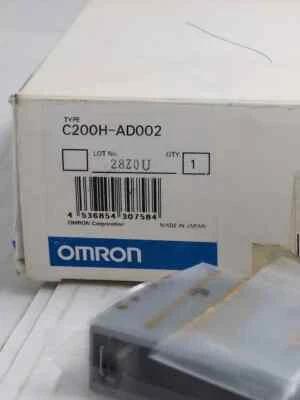 TYPE
C200H-AD002
LOT No. 28Z0U QTY. 1
4 536854 307584
OMRON Corporation MADE IN JAPAN
OMRON